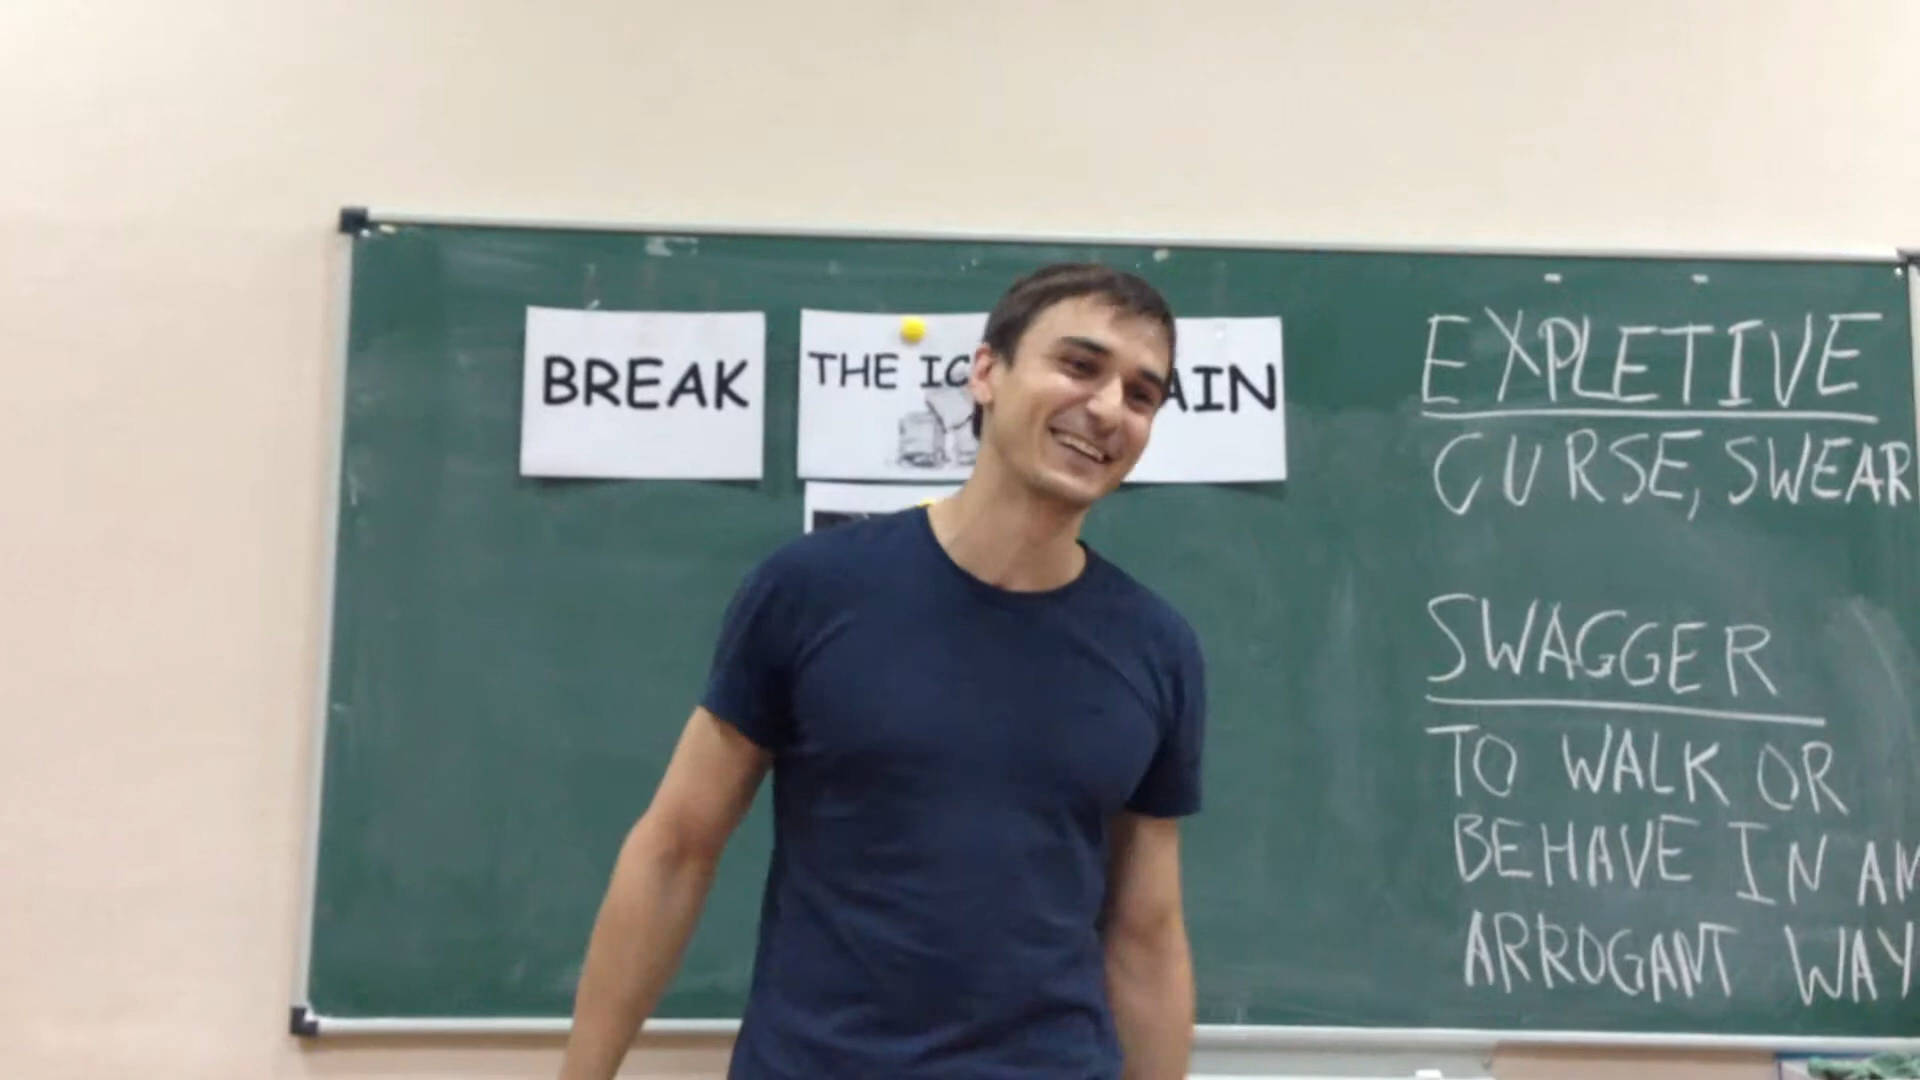 BREAK
THE IC
AIN
EXPLETIVE
CURSE, SWEAR
SWAGGER
TO WALK OR
BEHAVE IN AN
ARROGANT WAY